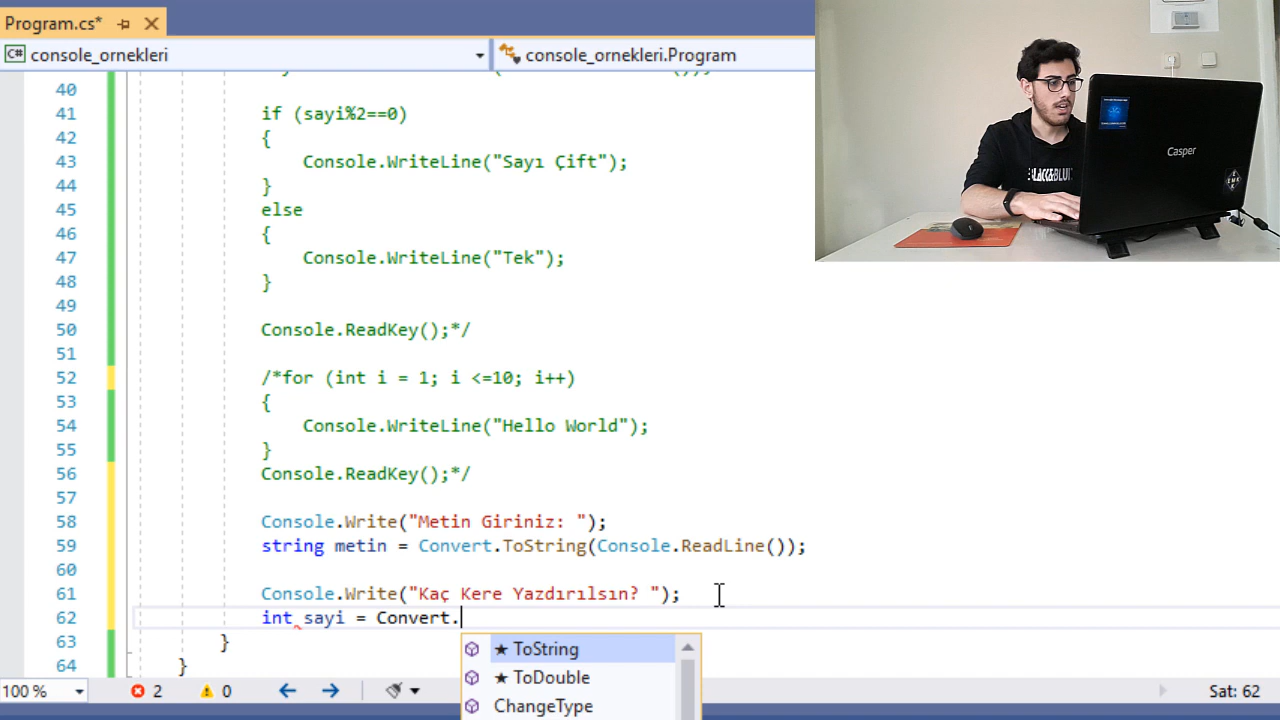 Program.cs*
C# console_ornekleri
console_ornekleri.Program
40
41 if (sayi%2==0)
42 {
43 Console.WriteLine("Sayı Çift");
44 }
45 else
46 {
47 Console.WriteLine("Tek");
48 }
49
50 Console.ReadKey();*/
51
52 /*for (int i = 1; i <=10; i++)
53 {
54 Console.WriteLine("Hello World");
55 }
56 Console.ReadKey();*/
57
58 Console.Write("Metin Giriniz: ");
59 string metin = Convert.ToString(Console.ReadLine());
60
61 Console.Write("Kaç Kere Yazdırılsın? ");
62 int sayi = Convert.
63 }
64 }
★ ToString
★ ToDouble
ChangeType
100 % 2 0 Sat: 62
Casper
BLACK&BLUE